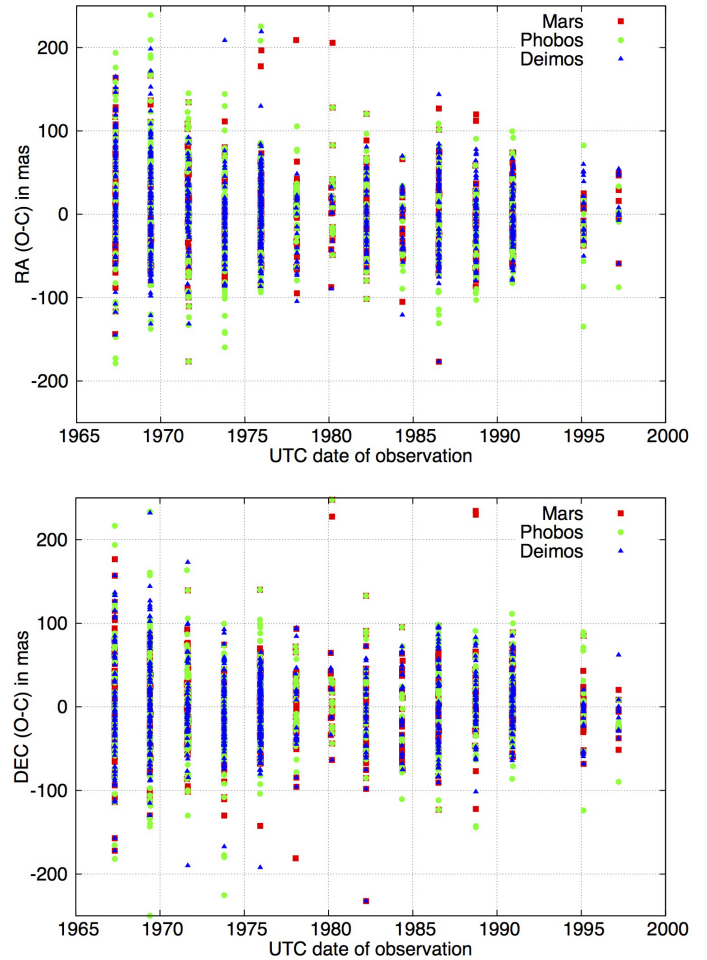 Mars
Phobos
Deimos
200
100
0
-100
-200
RA (O-C) in mas
1965 1970 1975 1980 1985 1990 1995 2000
UTC date of observation
Mars
Phobos
Deimos
200
100
0
-100
-200
DEC (O-C) in mas
1965 1970 1975 1980 1985 1990 1995 2000
UTC date of observation